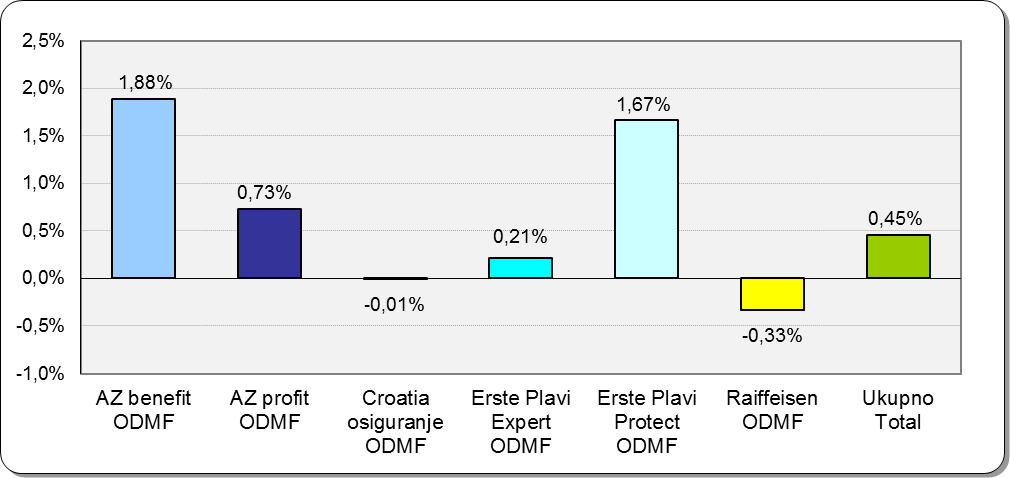 2,5%
2,0%
1,5%
1,0%
0,5%
0,0%
-0,5%
-1,0%
1,88%
0,73%
-0,01%
0,21%
1,67%
-0,33%
0,45%
AZ benefit
ODMF
AZ profit
ODMF
Croatia
osiguranje
ODMF
Erste Plavi
Expert
ODMF
Erste Plavi
Protect
ODMF
Raiffeisen
ODMF
Ukupno
Total